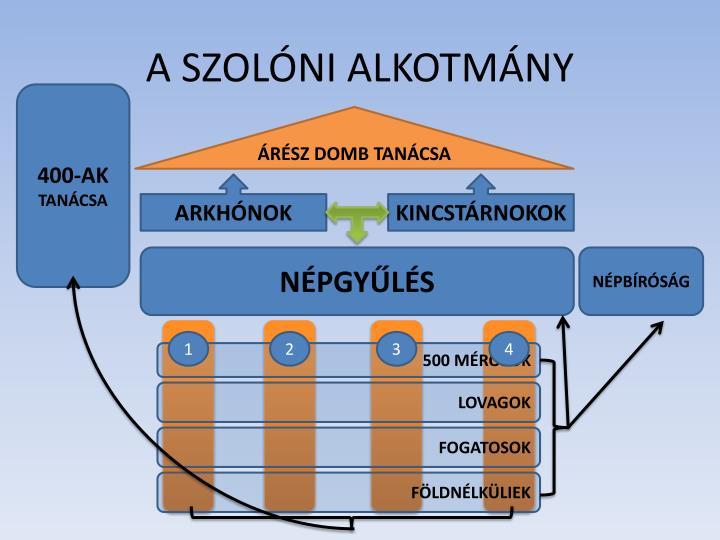 A SZOLÓNI ALKOTMÁNY
400-AK
TANÁCSA
ÁRÉSZ DOMB TANÁCSA
ARKHÓNOK
KINCSTÁRNOKOK
NÉPGYŰLÉS
NÉPBÍRÓSÁG
1
2
3
4
500
LOVAGOK
FOGATOSOK
FÖLDNÉLKÜLIEK